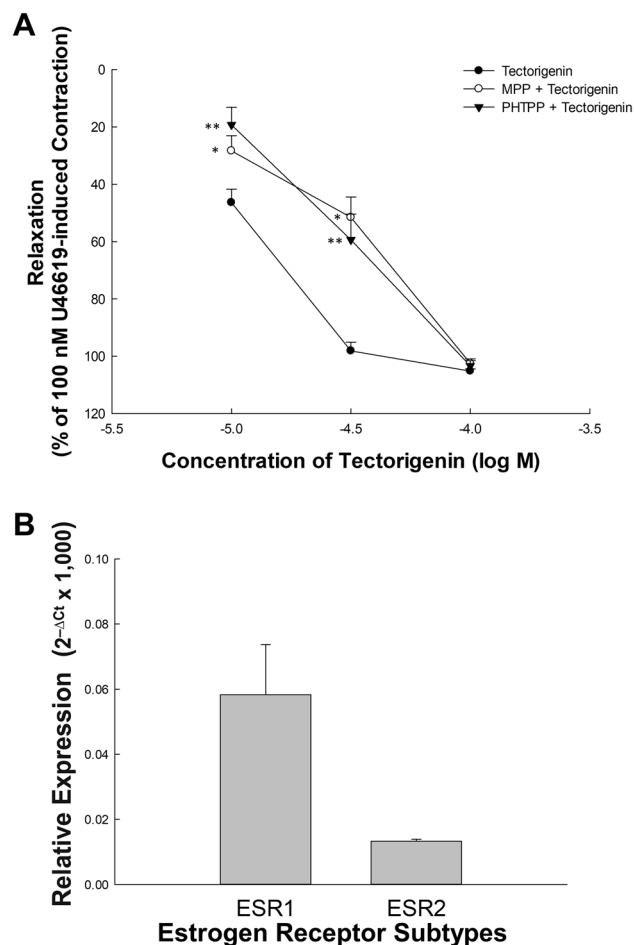 A
Relaxation
(% of 100 nM U46619-induced Contraction)
0
20
40
60
80
100
120
-5.5
-5.0
-4.5
-4.0
-3.5
Tectorigenin
MPP + Tectorigenin
PHTPP + Tectorigenin
**
*
*
**
Concentration of Tectorigenin (log M)
B
Relative Expression (2⁻ΔCt x 1,000)
0.10
0.08
0.06
0.04
0.02
0.00
ESR1
ESR2
Estrogen Receptor Subtypes